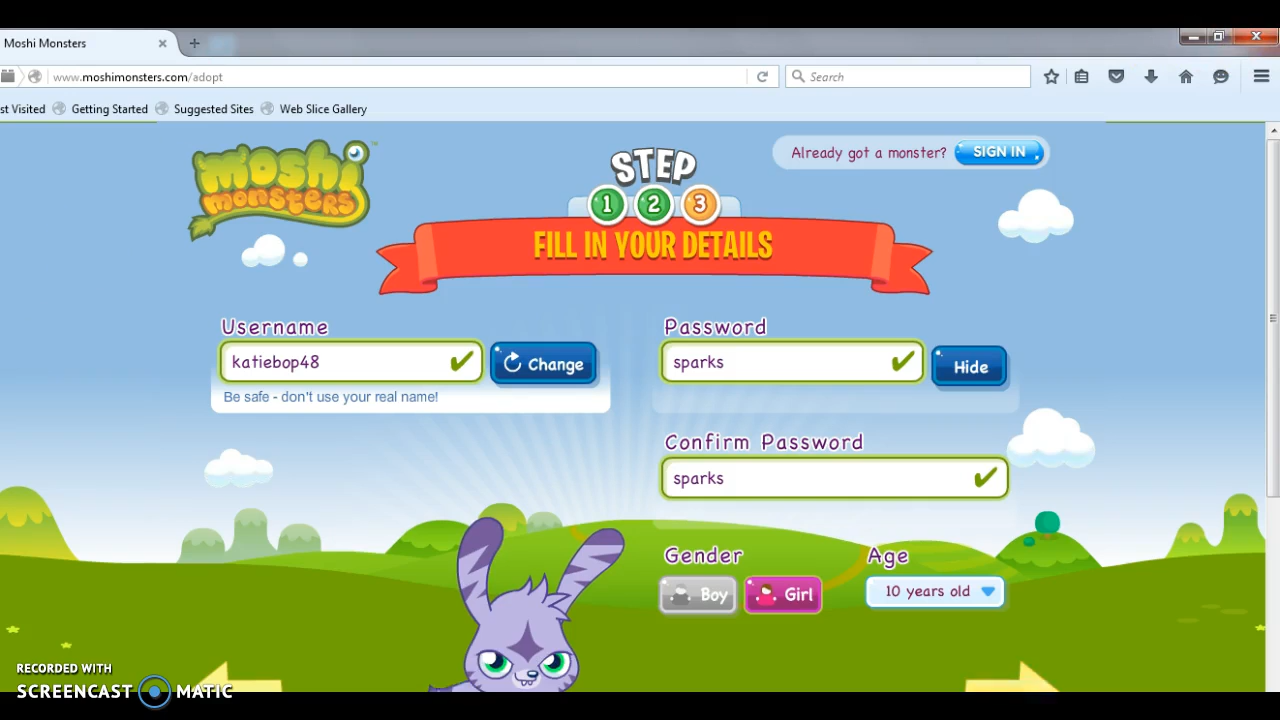 Moshi Monsters
www.moshimonsters.com/adopt
Search
st Visited Getting Started Suggested Sites Web Slice Gallery
moshi
monsters
™
Already got a monster? SIGN IN
STEP
1 2 3
FILL IN YOUR DETAILS
Username
katiebop48
Change
Be safe - don't use your real name!
Password
sparks
Hide
Confirm Password
sparks
Gender
Boy Girl
Age
10 years old
RECORDED WITH
SCREENCAST MATIC